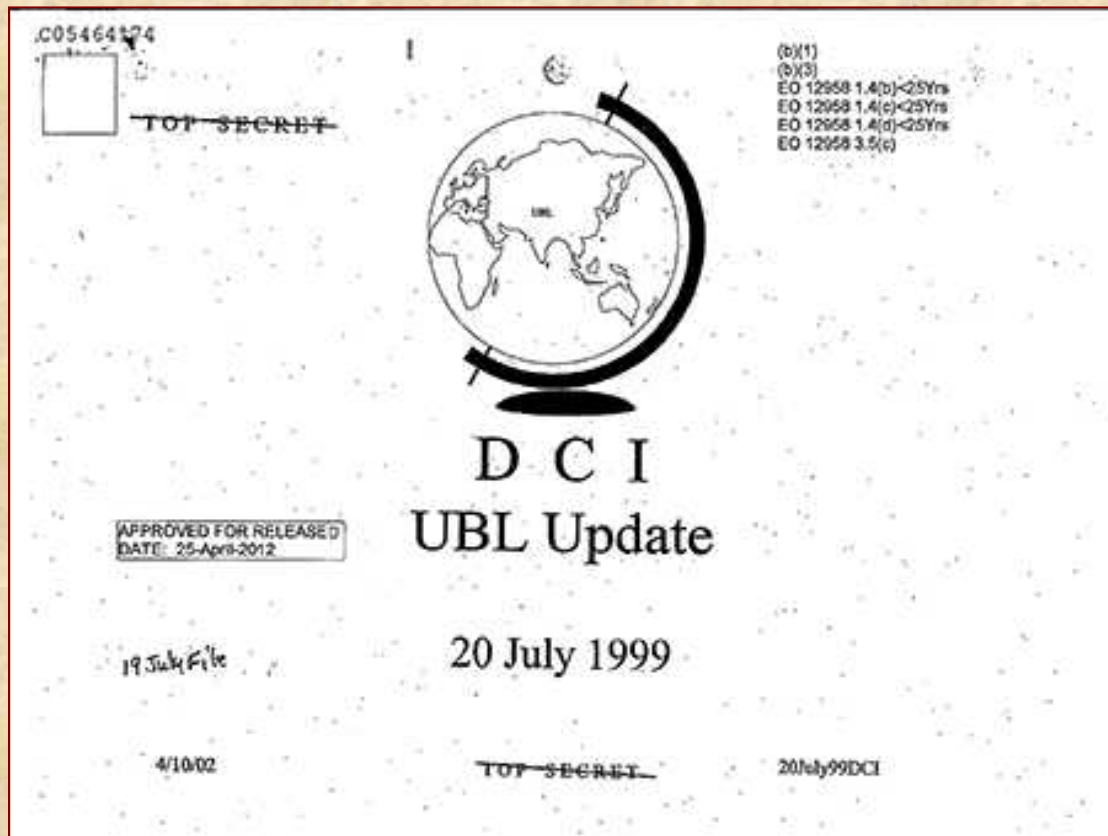 TOP SECRET
(b)(1)
(b)(3)
EO 12958 1.4(b)<25Yrs
EO 12958 1.4(c)<25Yrs
EO 12958 1.4(d)<25Yrs
EO 12958 3.5(c)
UBL
D C I
UBL Update
APPROVED FOR RELEASED
DATE: 25-April-2012
19 July File
20 July 1999
4/10/02
TOP SECRET
20July99DCI